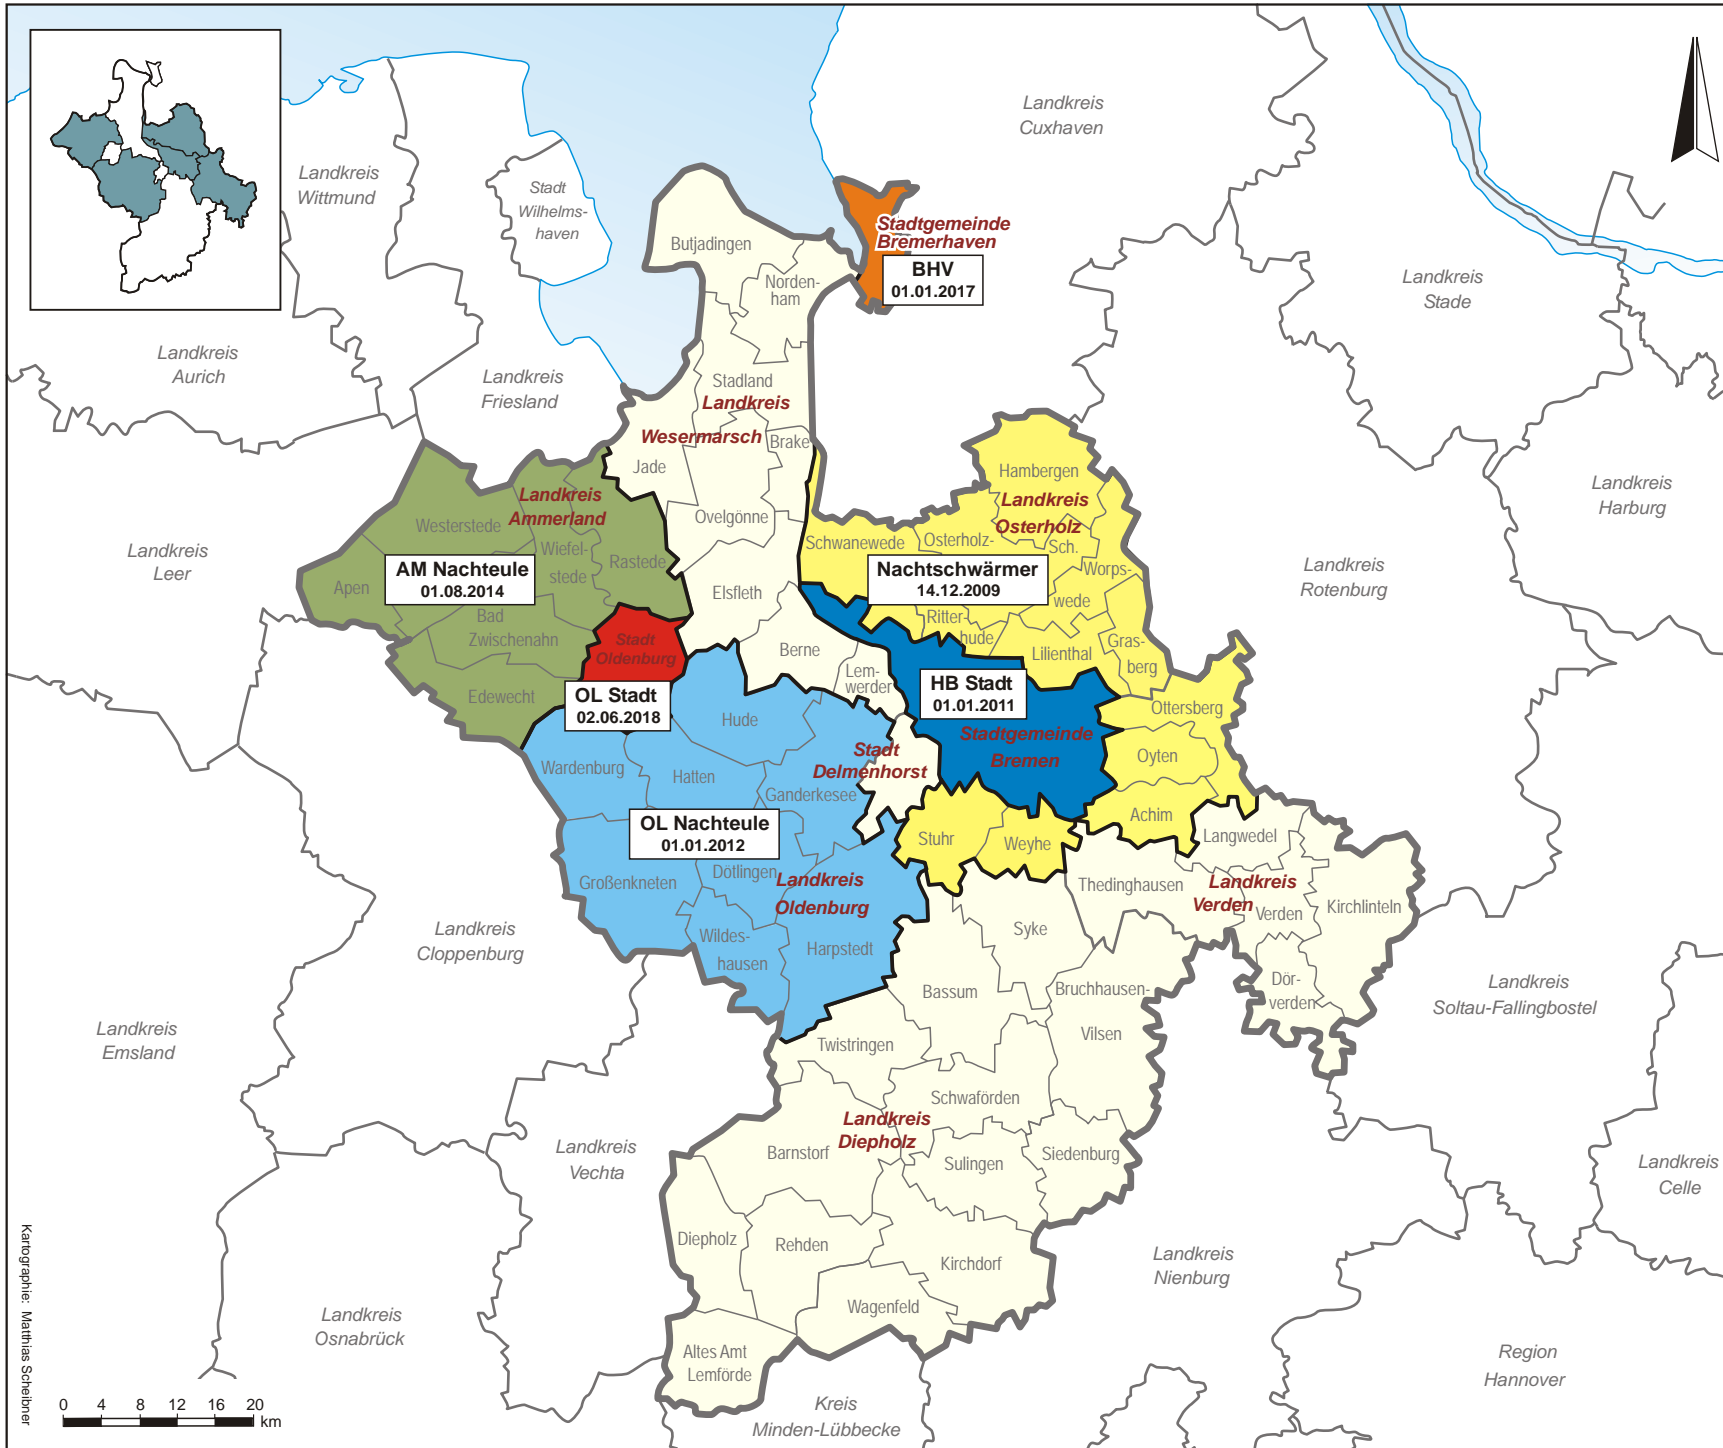 Landkreis
Cuxhaven
Landkreis
Wittmund
Stadt
Wilhelms-
haven
Stadtgemeinde
Bremerhaven
BHV
01.01.2017
Butjadingen
Norden-
ham
Landkreis
Stade
Landkreis
Aurich
Landkreis
Friesland
Stadland
Landkreis
Wesermarsch
Brake
Jade
Ovelgönne
Elsfleth
Berne
Lem-
werder
Landkreis
Harburg
Landkreis
Leer
Landkreis
Ammerland
Westerstede
Wiefel-
stede
Rastede
Apen
AM Nachteule
01.08.2014
Bad
Zwischenahn
Edewecht
Stadt
Oldenburg
OL Stadt
02.06.2018
Hambergen
Landkreis
Osterholz
Schwanewede
Osterholz-
Sch.
Worps-
wede
Nachtschwärmer
14.12.2009
Ritter-
hude
Lilienthal
Gras-
berg
Landkreis
Rotenburg
HB Stadt
01.01.2011
Stadtgemeinde
Bremen
Ottersberg
Oyten
Achim
Stadt
Delmenhorst
Hude
Wardenburg
Hatten
Ganderkesee
OL Nachteule
01.01.2012
Großenkneten
Dötlingen
Landkreis
Oldenburg
Wildes-
hausen
Harpstedt
Stuhr
Weyhe
Langwedel
Thedinghausen
Landkreis
Verden
Verden
Kirchlinteln
Dör-
verden
Landkreis
Cloppenburg
Syke
Bassum
Bruchhausen-
Vilsen
Twistringen
Schwaförden
Landkreis
Diepholz
Barnstorf
Sulingen
Siedenburg
Diepholz
Rehden
Kirchdorf
Wagenfeld
Altes Amt
Lemförde
Landkreis
Soltau-Fallingbostel
Landkreis
Emsland
Landkreis
Vechta
Landkreis
Celle
Landkreis
Nienburg
Landkreis
Osnabrück
Region
Hannover
Kreis
Minden-Lübbecke
Kartographie: Matthias Scheibner
0 4 8 12 16 20
km